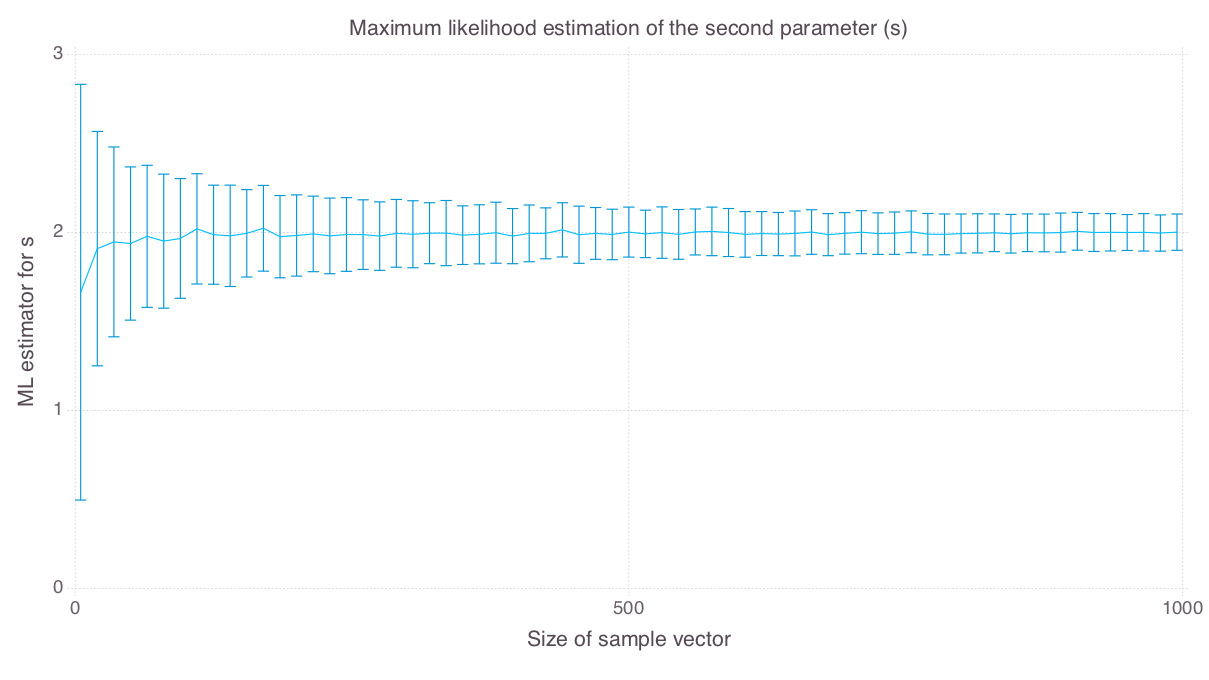 Maximum likelihood estimation of the second parameter (s)
3
2
1
0
ML estimator for s
0 500 1000
Size of sample vector